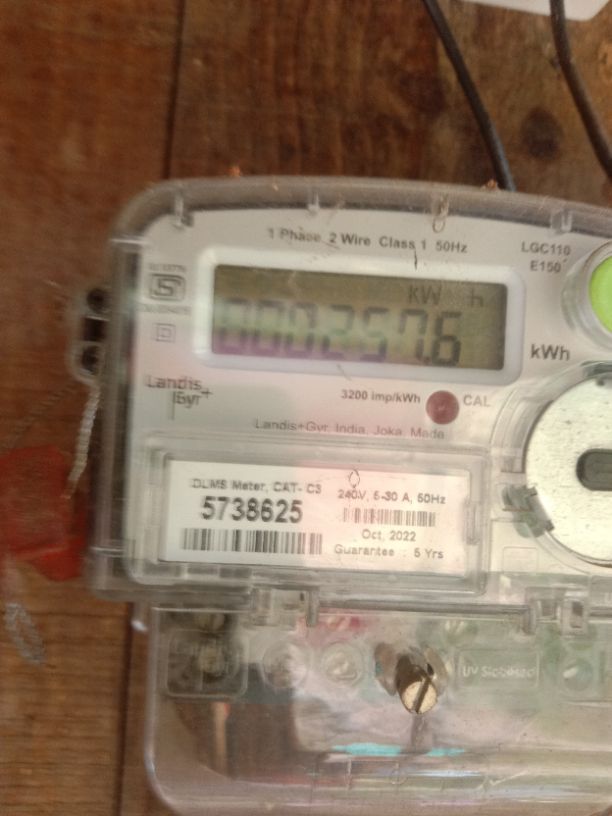 1 Phase 2 Wire Class 1 50Hz
LGC110
E150
kW h
000257.6
kWh
Landis
Gyr+
3200 imp/kWh
CAL
Landis+Gyr, India, Joka, Made
DLMS Meter, CAT- C3
5738625
240V, 5-30 A, 50Hz
Oct, 2022
Guarantee : 5 Yrs
UV Stabilised